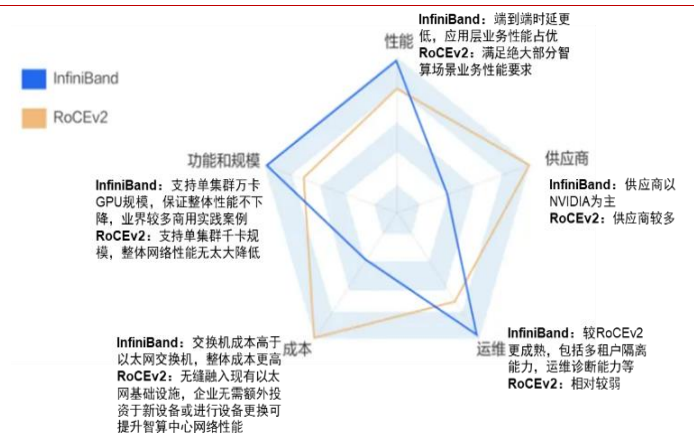 InfiniBand
RoCEv2
性能
InfiniBand：端到端时延更
低，应用层业务性能占优
RoCEv2：满足绝大部分智
算场景业务性能要求
供应商
InfiniBand：供应商以
NVIDIA为主
RoCEv2：供应商较多
功能和规模
InfiniBand：支持单集群万卡
GPU规模，保证整体性能不下
降，业界较多商用实践案例
RoCEv2：支持单集群千卡规
模，整体网络性能无太大降低
成本
InfiniBand：交换机成本高于
以太网交换机，整体成本更高
RoCEv2：无缝融入现有以太
网基础设施，企业无需额外投
资于新设备或进行设备更换可
提升智算中心网络性能
运维
InfiniBand：较RoCEv2
更成熟，包括多租户隔离
能力，运维诊断能力等
RoCEv2：相对较弱